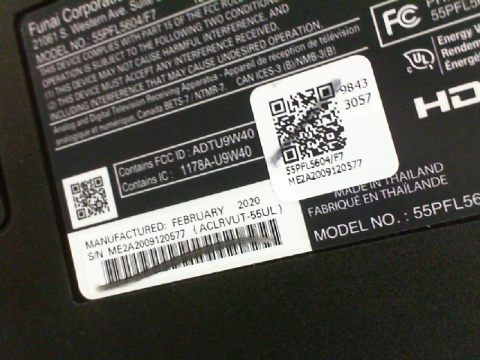 Funai Corporat
21061 S. Western Ave. Suite
MODEL NO.: 55PFL5604/F7
THIS DEVICE COMPLIES WITH PART 15 OF THE FCC RULES.
OPERATION IS SUBJECT TO THE FOLLOWING TWO CONDITIONS
(1) THIS DEVICE MAY NOT CAUSE HARMFUL INTERFERENCE, AND
(2) THIS DEVICE MUST ACCEPT ANY INTERFERENCE RECEIVED,
INCLUDING INTERFERENCE THAT MAY CAUSE UNDESIRED OPERATION.
Analog and Digital Television Receiving Apparatus - Appareil de réception de télévision
analogique et numérique, Canada BETS-7 / NTMR-7. CAN ICES-3 (B)/NMB-3(B)
FC
55PFL5604/F7
UL
Energy
HD
Contains FCC ID : ADTU9W40
Contains IC : 1178A-U9W40
9843
3057
55PFL5604/F7
ME2A2009120577
MADE IN THAILAND
FABRIQUÉ EN THAÏLANDE
MODEL NO. : 55PFL56
MANUFACTURED: FEBRUARY 2020
S/N ME2A2009120577 (ACLRVUT-55UL)